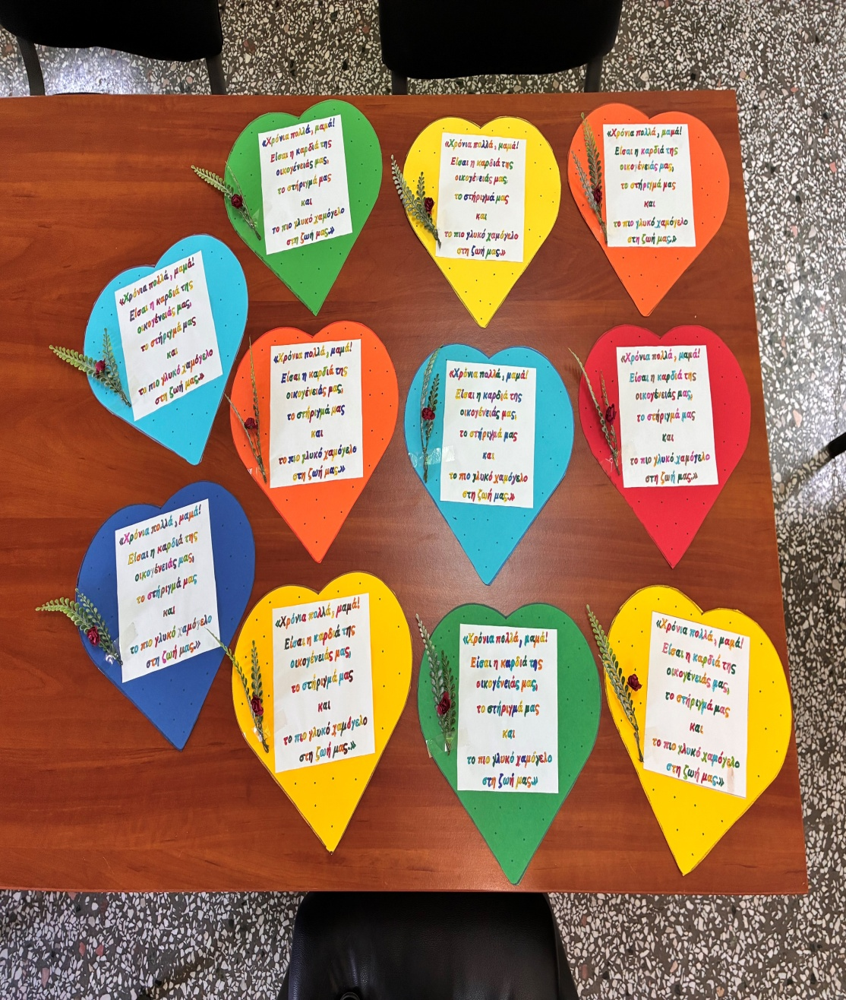 «Χρόνια πολλά, μαμά!
Είσαι η καρδιά της
οικογένειάς μας,
το στήριγμά μας
και
το πιο γλυκό χαμόγελο
στη ζωή μας.»
«Χρόνια πολλά, μαμά!
Είσαι η καρδιά της
οικογένειάς μας,
το στήριγμά μας
και
το πιο γλυκό χαμόγελο
στη ζωή μας.»
«Χρόνια πολλά, μαμά!
Είσαι η καρδιά της
οικογένειάς μας,
το στήριγμά μας
και
το πιο γλυκό χαμόγελο
στη ζωή μας.»
«Χρόνια πολλά, μαμά!
Είσαι η καρδιά της
οικογένειάς μας,
το στήριγμά μας
και
το πιο γλυκό χαμόγελο
στη ζωή μας.»
«Χρόνια πολλά, μαμά!
Είσαι η καρδιά της
οικογένειάς μας,
το στήριγμά μας
και
το πιο γλυκό χαμόγελο
στη ζωή μας.»
«Χρόνια πολλά, μαμά!
Είσαι η καρδιά της
οικογένειάς μας,
το στήριγμά μας
και
το πιο γλυκό χαμόγελο
στη ζωή μας.»
«Χρόνια πολλά, μαμά!
Είσαι η καρδιά της
οικογένειάς μας,
το στήριγμά μας
και
το πιο γλυκό χαμόγελο
στη ζωή μας.»
«Χρόνια πολλά, μαμά!
Είσαι η καρδιά της
οικογένειάς μας,
το στήριγμά μας
και
το πιο γλυκό χαμόγελο
στη ζωή μας.»
«Χρόνια πολλά, μαμά!
Είσαι η καρδιά της
οικογένειάς μας,
το στήριγμά μας
και
το πιο γλυκό χαμόγελο
στη ζωή μας.»
«Χρόνια πολλά, μαμά!
Είσαι η καρδιά της
οικογένειάς μας,
το στήριγμά μας
και
το πιο γλυκό χαμόγελο
στη ζωή μας.»
«Χρόνια πολλά, μαμά!
Είσαι η καρδιά της
οικογένειάς μας,
το στήριγμά μας
και
το πιο γλυκό χαμόγελο
στη ζωή μας.»